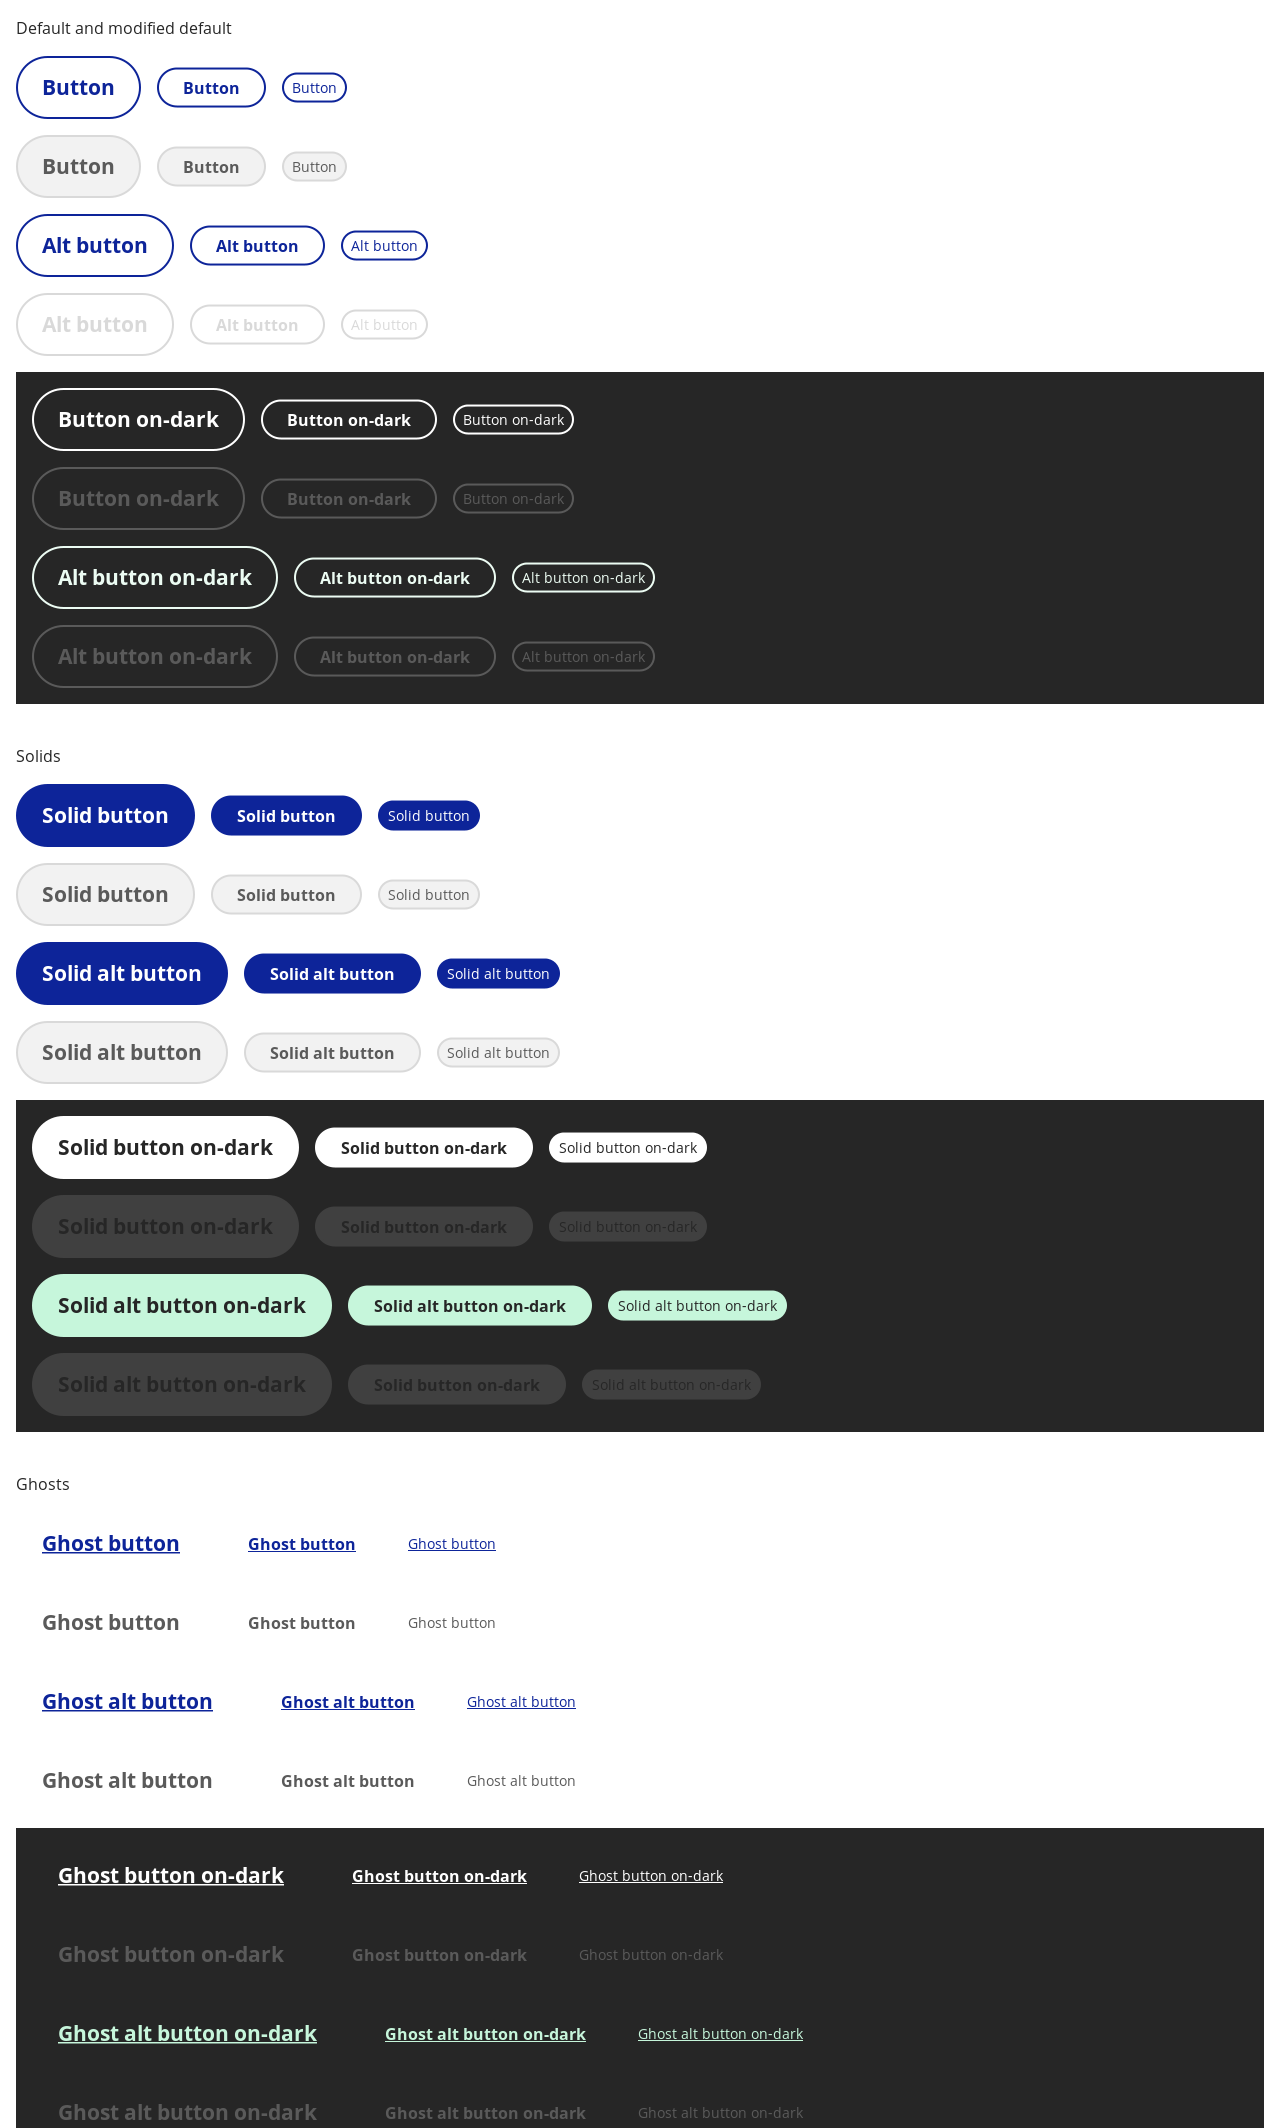 Default and modified default
Button Button Button
Button Button Button
Alt button Alt button Alt button
Alt button Alt button Alt button
Button on-dark Button on-dark Button on-dark
Button on-dark Button on-dark Button on-dark
Alt button on-dark Alt button on-dark Alt button on-dark
Alt button on-dark Alt button on-dark Alt button on-dark
Solids
Solid button Solid button Solid button
Solid button Solid button Solid button
Solid alt button Solid alt button Solid alt button
Solid alt button Solid alt button Solid alt button
Solid button on-dark Solid button on-dark Solid button on-dark
Solid button on-dark Solid button on-dark Solid button on-dark
Solid alt button on-dark Solid alt button on-dark Solid alt button on-dark
Solid alt button on-dark Solid button on-dark Solid alt button on-dark
Ghosts
Ghost button Ghost button Ghost button
Ghost button Ghost button Ghost button
Ghost alt button Ghost alt button Ghost alt button
Ghost alt button Ghost alt button Ghost alt button
Ghost button on-dark Ghost button on-dark Ghost button on-dark
Ghost button on-dark Ghost button on-dark Ghost button on-dark
Ghost alt button on-dark Ghost alt button on-dark Ghost alt button on-dark
Ghost alt button on-dark Ghost alt button on-dark Ghost alt button on-dark